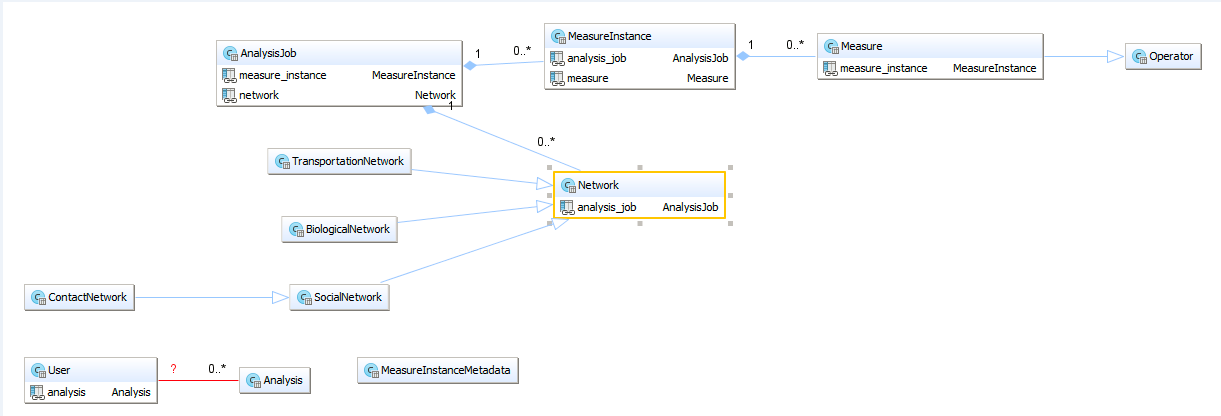 AnalysisJob
measure_instance MeasureInstance
network Network
1
0..*
MeasureInstance
analysis_job AnalysisJob
measure Measure
1
0..*
Measure
measure_instance MeasureInstance
Operator
1
0..*
TransportationNetwork
Network
analysis_job AnalysisJob
BiologicalNetwork
ContactNetwork
SocialNetwork
User
analysis Analysis
?
0..*
Analysis
MeasureInstanceMetadata